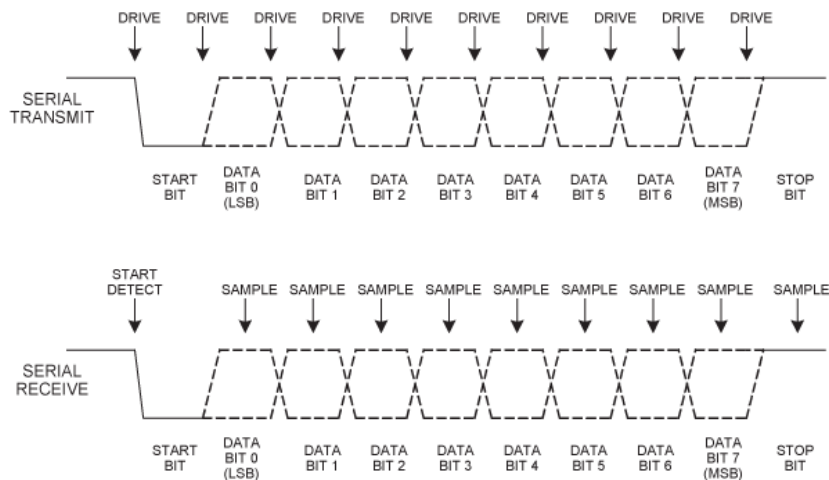 DRIVE DRIVE DRIVE DRIVE DRIVE DRIVE DRIVE DRIVE DRIVE DRIVE
SERIAL
TRANSMIT
START
BIT
DATA
BIT 0
(LSB)
DATA
BIT 1
DATA
BIT 2
DATA
BIT 3
DATA
BIT 4
DATA
BIT 5
DATA
BIT 6
DATA
BIT 7
(MSB)
STOP
BIT
START
DETECT
SAMPLE SAMPLE SAMPLE SAMPLE SAMPLE SAMPLE SAMPLE SAMPLE SAMPLE
SERIAL
RECEIVE
START
BIT
DATA
BIT 0
(LSB)
DATA
BIT 1
DATA
BIT 2
DATA
BIT 3
DATA
BIT 4
DATA
BIT 5
DATA
BIT 6
DATA
BIT 7
(MSB)
STOP
BIT